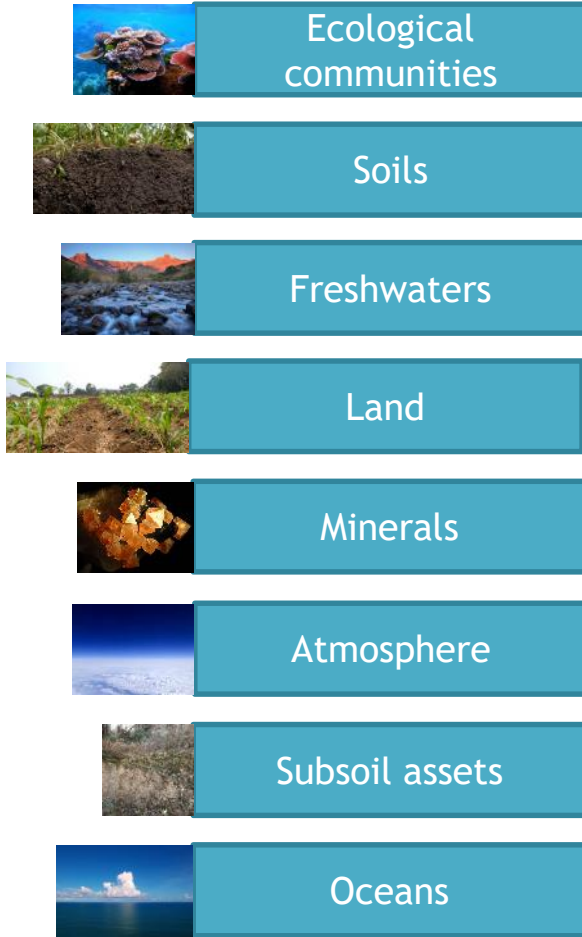 Ecological
communities
Soils
Freshwaters
Land
Minerals
Atmosphere
Subsoil assets
Oceans